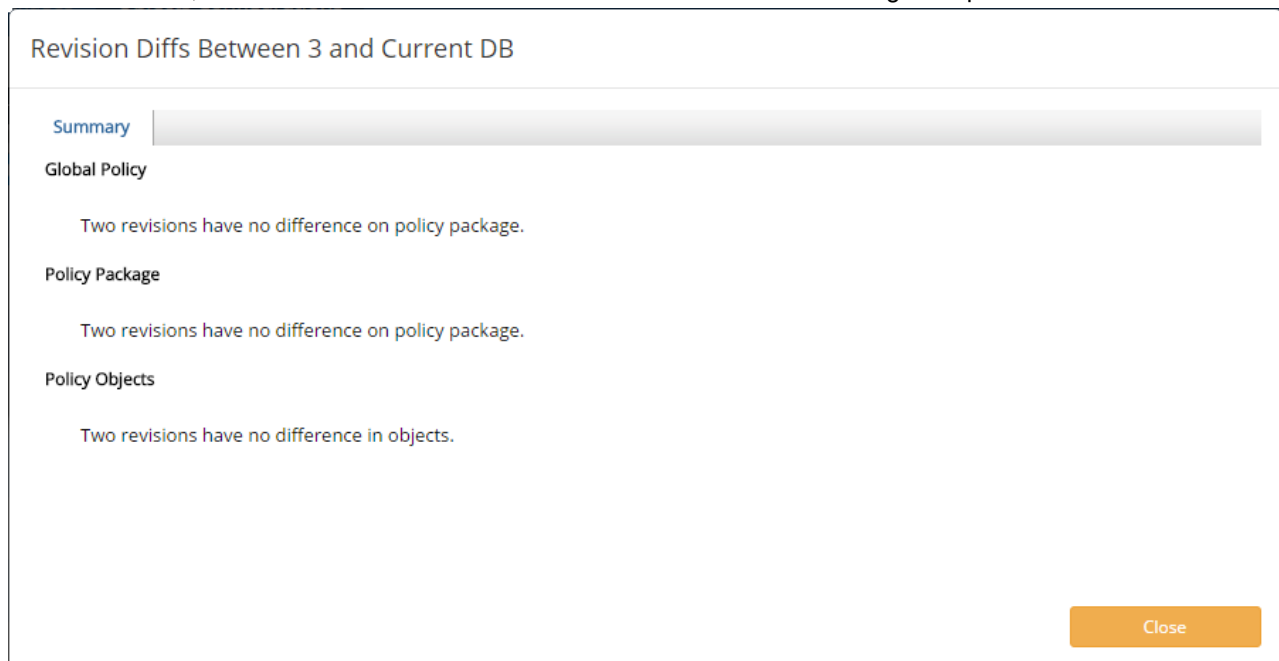 Revision Diffs Between 3 and Current DB
Summary
Global Policy
Two revisions have no difference on policy package.
Policy Package
Two revisions have no difference on policy package.
Policy Objects
Two revisions have no difference in objects.
Close